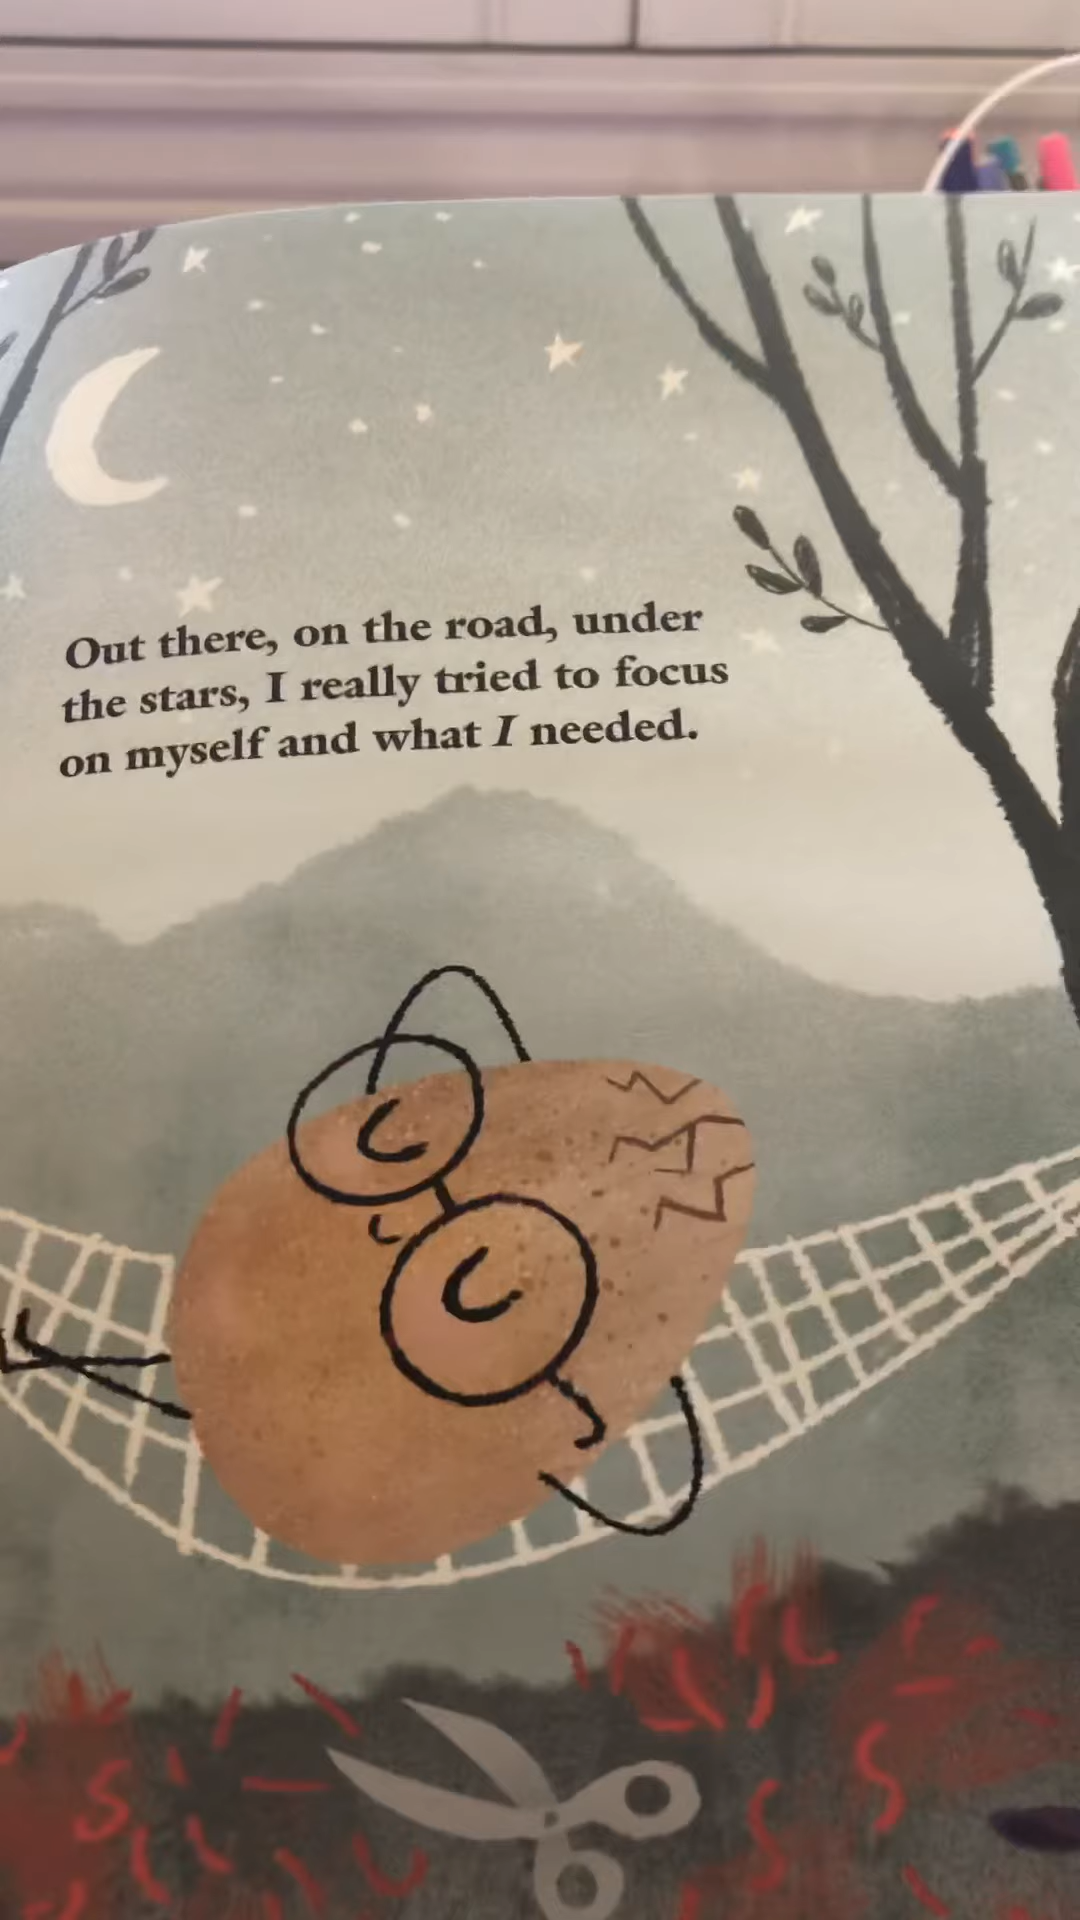 Out there, on the road, under
the stars, I really tried to focus
on myself and what I needed.